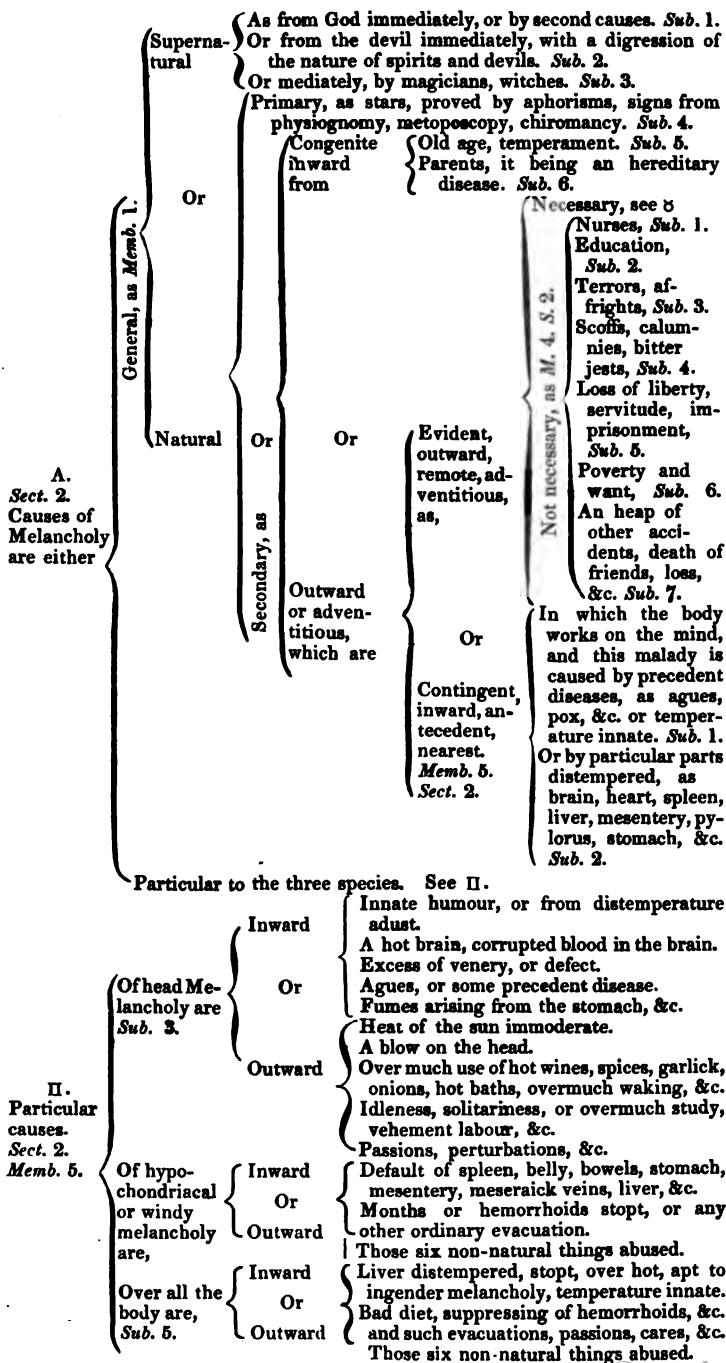 A.
Sect. 2.
Causes of
Melancholy
are either
General, as Memb. 1.
Superna-
tural
As from God immediately, or by second causes. Sub. 1.
Or from the devil immediately, with a digression of
the nature of spirits and devils. Sub. 2.
Or mediately, by magicians, witches. Sub. 3.
Or
Natural
Primary, as stars, proved by aphorisms, signs from
physiognomy, metoposcopy, chiromancy. Sub. 4.
Or
Secondary, as
Congenite
inward
from
Old age, temperament. Sub. 5.
Parents, it being an hereditary
disease. Sub. 6.
Or
Outward
or adven-
titious,
which are
Evident,
outward,
remote, ad-
ventitious,
as,
Necessary, see ♉
Not necessary, as M. 4. S. 2.
Nurses, Sub. 1.
Education,
Sub. 2.
Terrors, af-
frights, Sub. 3.
Scoffs, calum-
nies, bitter
jests, Sub. 4.
Loss of liberty,
servitude, im-
prisonment,
Sub. 5.
Poverty and
want, Sub. 6.
An heap of
other acci-
dents, death of
friends, loss,
&c. Sub. 7.
Or
Contingent,
inward, an-
tecedent,
nearest.
Memb. 5.
Sect. 2.
In which the body
works on the mind,
and this malady is
caused by precedent
diseases, as agues,
pox, &c. or temper-
ature innate. Sub. 1.
Or by particular parts
distempered, as
brain, heart, spleen,
liver, mesentery, py-
lorus, stomach, &c.
Sub. 2.
Particular to the three species. See Π.
Π.
Particular
causes.
Sect. 2.
Memb. 5.
Of head Me-
lancholy are
Sub. 3.
Inward
Innate humour, or from distemperature
adust.
A hot brain, corrupted blood in the brain.
Excess of venery, or defect.
Agues, or some precedent disease.
Fumes arising from the stomach, &c.
Or
Outward
Heat of the sun immoderate.
A blow on the head.
Over much use of hot wines, spices, garlick,
onions, hot baths, overmuch waking, &c.
Idleness, solitariness, or overmuch study,
vehement labour, &c.
Passions, perturbations, &c.
Of hypo-
chondriacal
or windy
melancholy
are,
Inward
Default of spleen, belly, bowels, stomach,
mesentery, meseraick veins, liver, &c.
Months or hemorrhoids stopt, or any
other ordinary evacuation.
Or
Outward
Those six non-natural things abused.
Over all the
body are,
Sub. 5.
Inward
Liver distempered, stopt, over hot, apt to
ingender melancholy, temperature innate.
Or
Outward
Bad diet, suppressing of hemorrhoids, &c.
and such evacuations, passions, cares, &c.
Those six non-natural things abused.